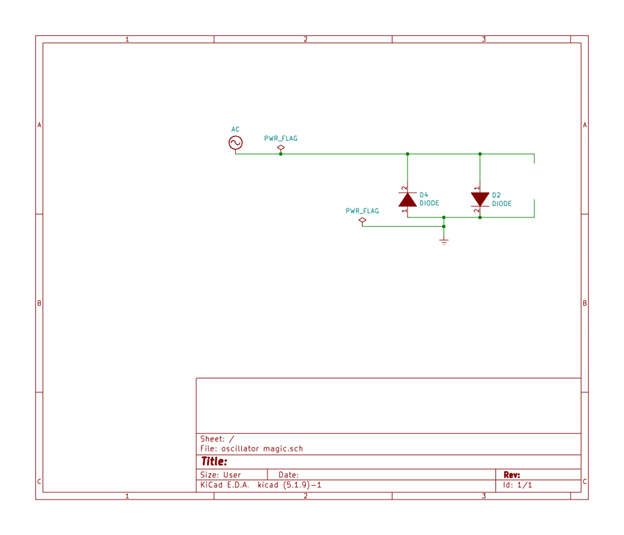 1 2 3
A A
AC
PWR_FLAG
2 D4 1 D2
1 DIODE 2 DIODE
PWR_FLAG
B B
Sheet: /
File: oscillator magic.sch
Title:
Size: User Date: Rev:
KiCad E.D.A. kicad (5.1.9)-1 Id: 1/1
C C
1 2 3